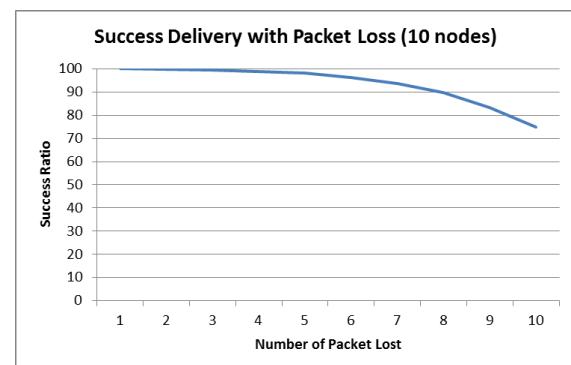 Success Delivery with Packet Loss (10 nodes)
100
90
80
70
60
50
40
30
20
10
0
Success Ratio
1 2 3 4 5 6 7 8 9 10
Number of Packet Lost